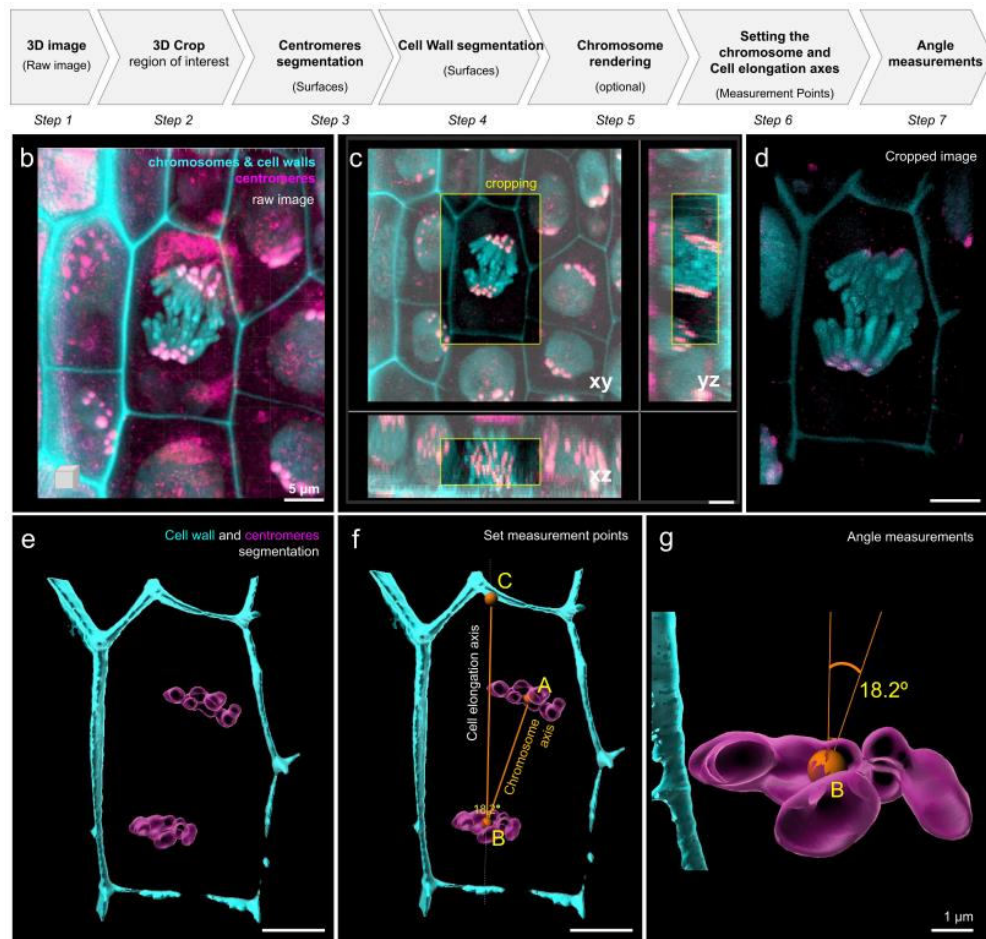 3D image
(Raw image)
3D Crop
region of interest
Centromeres
segmentation
(Surfaces)
Cell Wall segmentation
(Surfaces)
Chromosome
rendering
(optional)
Setting the
chromosome and
Cell elongation axes
(Measurement Points)
Angle
measurements
Step 1
Step 2
Step 3
Step 4
Step 5
Step 6
Step 7
b
chromosomes & cell walls
centromeres
raw image
5 µm
c
cropping
xy
yz
xz
d
Cropped image
e
Cell wall and centromeres
segmentation
f
Set measurement points
C
Cell elongation axis
A
Chromosome
axis
18.2°
B
g
Angle measurements
18.2º
B
1 µm